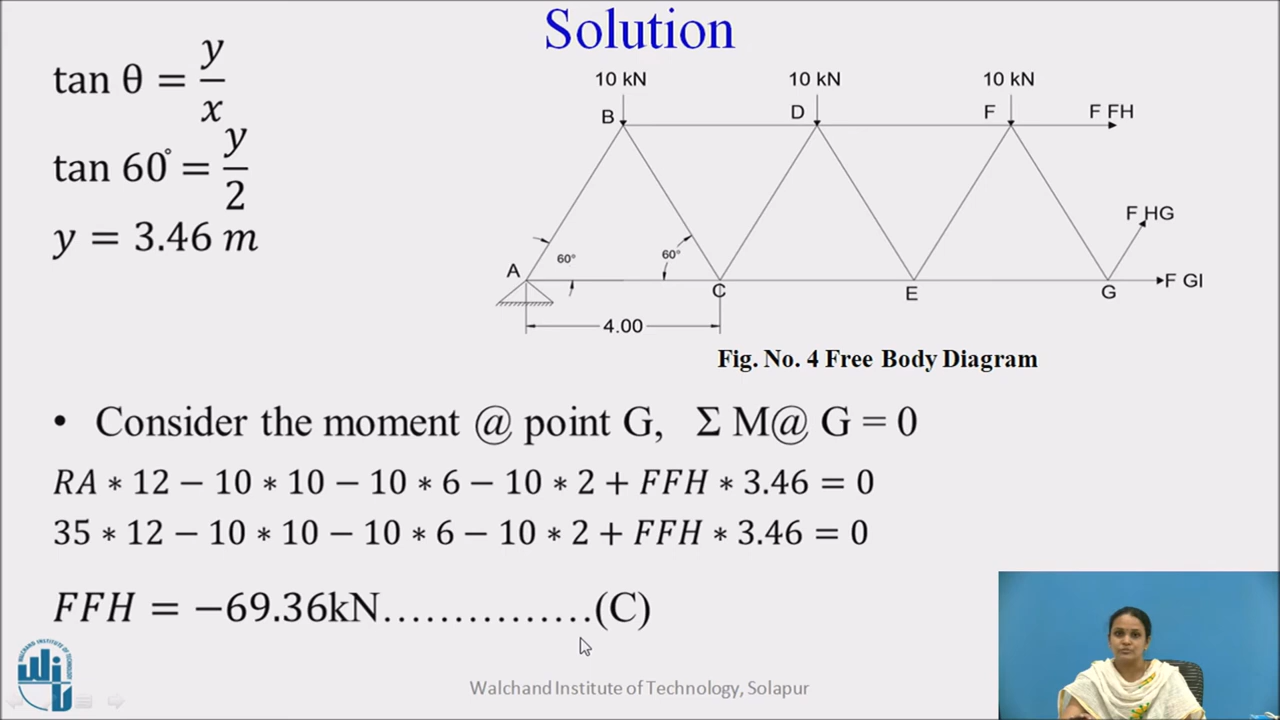 Solution
tan θ = y/x
tan 60° = y/2
y = 3.46 m
10 kN 10 kN 10 kN
B D F F FH
F HG
60° 60°
A C E G F GI
4.00
Fig. No. 4 Free Body Diagram
• Consider the moment @ point G, Σ M@ G = 0
RA ∗ 12 − 10 ∗ 10 − 10 ∗ 6 − 10 ∗ 2 + FFH ∗ 3.46 = 0
35 ∗ 12 − 10 ∗ 10 − 10 ∗ 6 − 10 ∗ 2 + FFH ∗ 3.46 = 0
FFH = −69.36kN……………(C)
Walchand Institute of Technology, Solapur